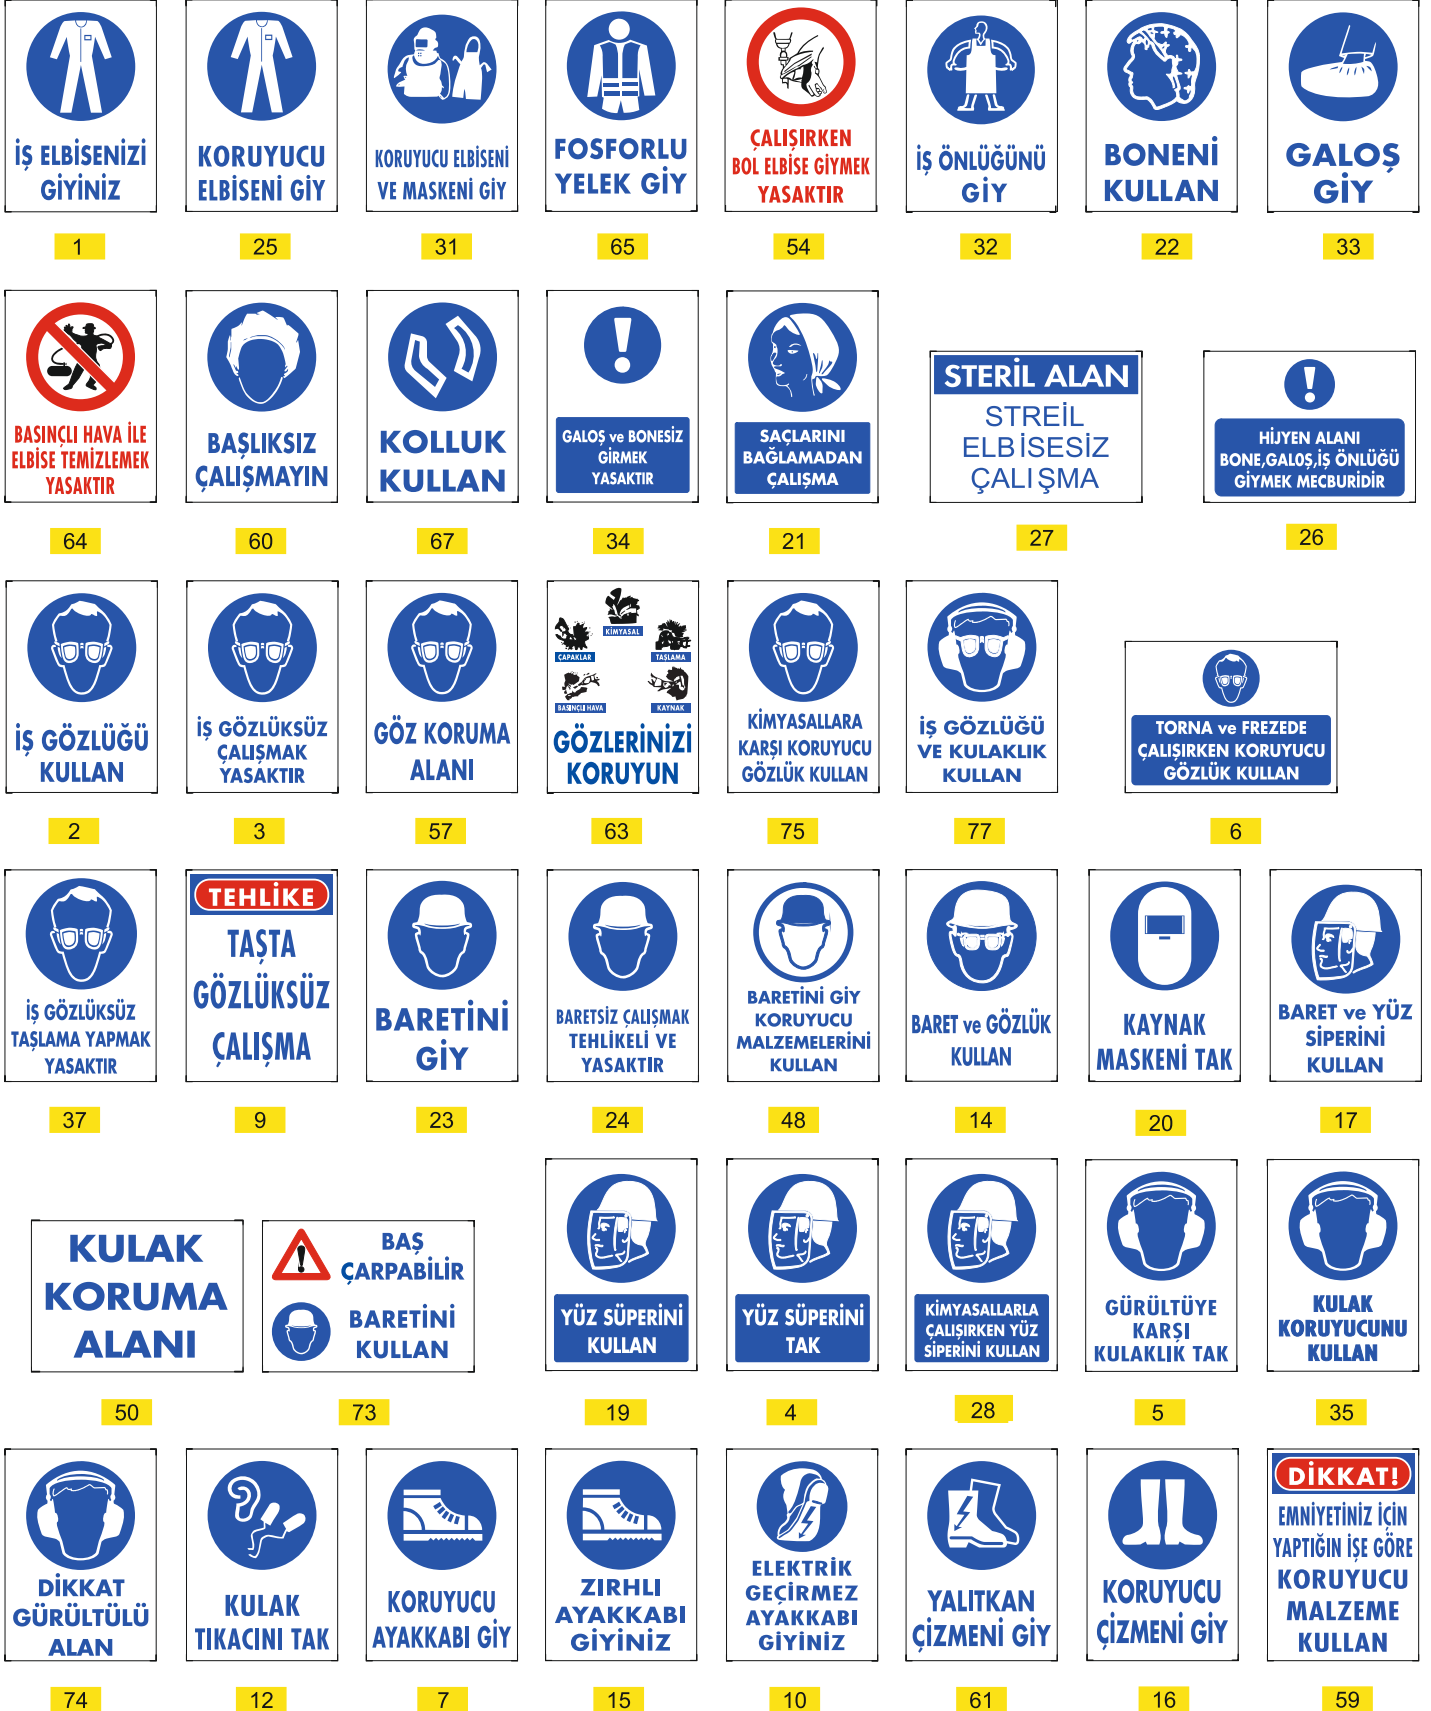 İŞ ELBİSENİZİ
GİYİNİZ
1
KORUYUCU
ELBİSENİ GİY
25
KORUYUCU ELBİSENİ
VE MASKENİ GİY
31
FOSFORLU
YELEK GİY
65
ÇALIŞIRKEN
BOL ELBİSE GİYMEK
YASAKTIR
54
İŞ ÖNLÜĞÜNÜ
GİY
32
BONENİ
KULLAN
22
GALOŞ
GİY
33
BASINÇLI HAVA İLE
ELBİSE TEMİZLEMEK
YASAKTIR
64
BAŞLIKSIZ
ÇALIŞMAYIN
60
KOLLUK
KULLAN
67
GALOŞ ve BONESİZ
GİRMEK
YASAKTIR
34
SAÇLARINI
BAĞLAMADAN
ÇALIŞMA
21
STERİL ALAN
STREİL
ELBİSESİZ
ÇALIŞMA
27
HİJYEN ALANI
BONE,GALOŞ,İŞ ÖNLÜĞÜ
GİYMEK MECBURİDİR
26
İŞ GÖZLÜĞÜ
KULLAN
2
İŞ GÖZLÜKSÜZ
ÇALIŞMAK
YASAKTIR
3
GÖZ KORUMA
ALANI
57
KİMYASAL
ÇAPAKLAR
TAŞLAMA
BASINÇLI HAVA
KAYNAK
GÖZLERİNİZİ
KORUYUN
63
KİMYASALLARA
KARŞI KORUYUCU
GÖZLÜK KULLAN
75
İŞ GÖZLÜĞÜ
VE KULAKLIK
KULLAN
77
TORNA ve FREZEDE
ÇALIŞIRKEN KORUYUCU
GÖZLÜK KULLAN
6
İŞ GÖZLÜKSÜZ
TAŞLAMA YAPMAK
YASAKTIR
37
TEHLİKE
TAŞTA
GÖZLÜKSÜZ
ÇALIŞMA
9
BARETİNİ
GİY
23
BARETSİZ ÇALIŞMAK
TEHLİKELİ VE
YASAKTIR
24
BARETİNİ GİY
KORUYUCU
MALZEMELERİNİ
KULLAN
48
BARET ve GÖZLÜK
KULLAN
14
KAYNAK
MASKENİ TAK
20
BARET ve YÜZ
SİPERİNİ
KULLAN
17
KULAK
KORUMA
ALANI
50
BAŞ
ÇARPABİLİR
BARETİNİ
KULLAN
73
YÜZ SÜPERİNİ
KULLAN
19
YÜZ SÜPERİNİ
TAK
4
KİMYASALLARLA
ÇALIŞIRKEN YÜZ
SİPERİNİ KULLAN
28
GÜRÜLTÜYE
KARŞI
KULAKLIK TAK
5
KULAK
KORUYUCUNU
KULLAN
35
DİKKAT
GÜRÜLTÜLÜ
ALAN
74
KULAK
TIKACINI TAK
12
KORUYUCU
AYAKKABI GİY
7
ZIRHLI
AYAKKABI
GİYİNİZ
15
ELEKTRİK
GEÇİRMEZ
AYAKKABI
GİYİNİZ
10
YALITKAN
ÇİZMENİ GİY
61
KORUYUCU
ÇİZMENİ GİY
16
DİKKAT!
EMNİYETİNİZ İÇİN
YAPTIĞIN İŞE GÖRE
KORUYUCU
MALZEME
KULLAN
59